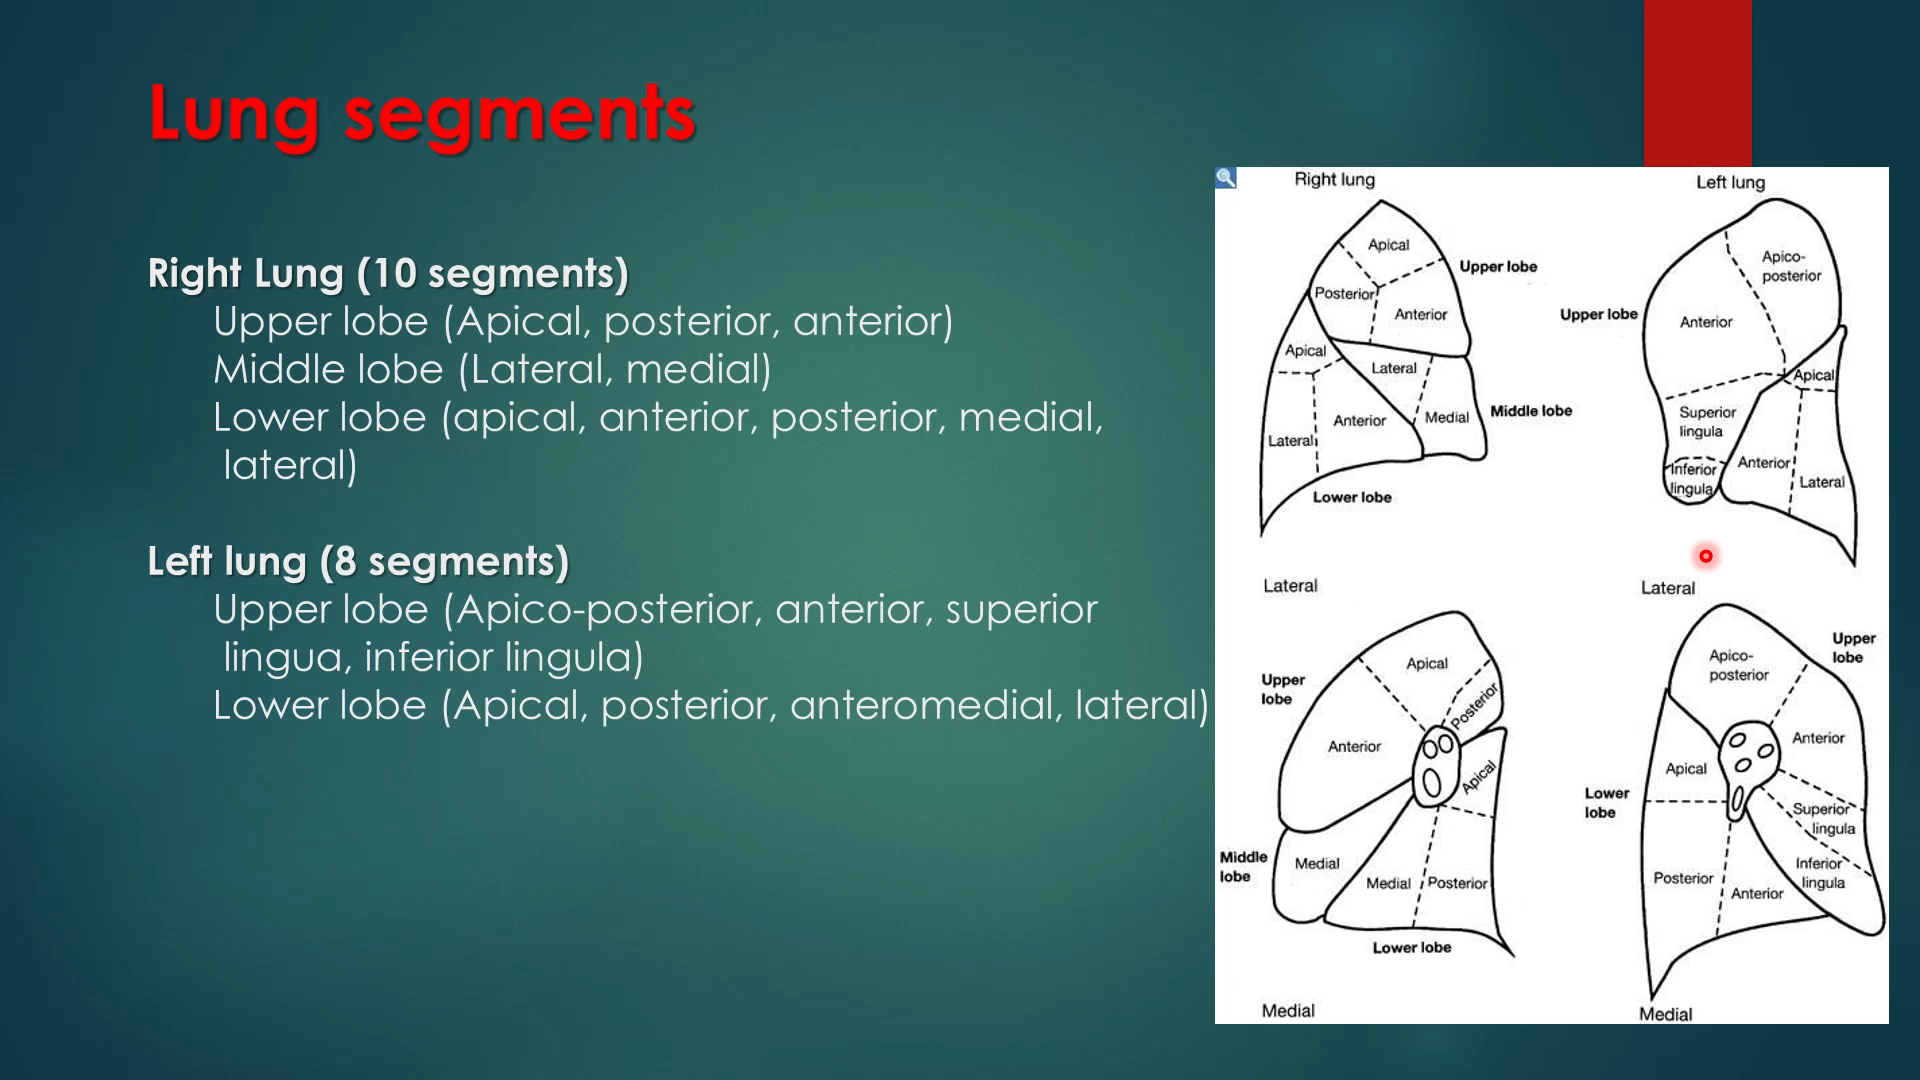 Lung segments
Right Lung (10 segments)
Upper lobe (Apical, posterior, anterior)
Middle lobe (Lateral, medial)
Lower lobe (apical, anterior, posterior, medial,
lateral)
Left lung (8 segments)
Upper lobe (Apico-posterior, anterior, superior
lingua, inferior lingula)
Lower lobe (Apical, posterior, anteromedial, lateral)
Right lung
Apical
Upper lobe
Posterior
Anterior
Apical
Lateral
Anterior
Medial
Middle lobe
Lateral
Lower lobe
Lateral
Left lung
Apico-
posterior
Upper lobe
Anterior
Apical
Superior
lingula
Anterior
Inferior
lingula
Lateral
Lateral
Apical
Upper
lobe
Posterior
Anterior
Apical
Middle
lobe
Medial
Medial
Posterior
Lower lobe
Medial
Upper
lobe
Apico-
posterior
Anterior
Apical
Lower
lobe
Superior
lingula
Inferior
lingula
Posterior
Anterior
Medial